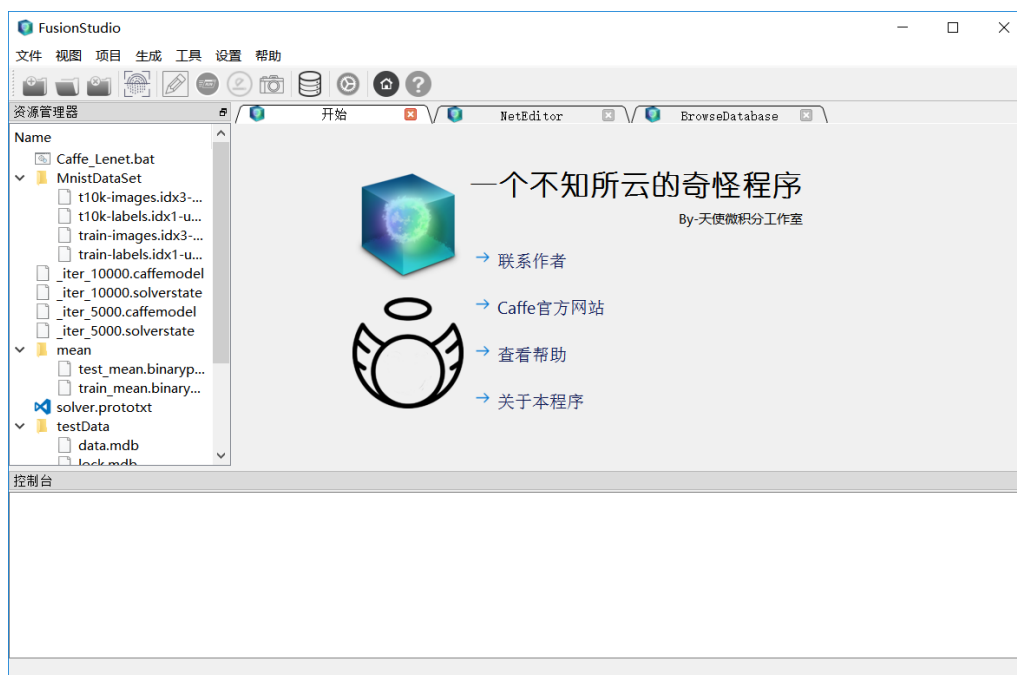 FusionStudio
文件 视图 项目 生成 工具 设置 帮助
资源管理器
开始
NetEditor
BrowseDatabase
Name
Caffe_Lenet.bat
MnistDataSet
t10k-images.idx3-...
t10k-labels.idx1-u...
train-images.idx3-...
train-labels.idx1-u...
_iter_10000.caffemodel
_iter_10000.solverstate
_iter_5000.caffemodel
_iter_5000.solverstate
mean
test_mean.binaryp...
train_mean.binary...
solver.prototxt
testData
data.mdb
lock.mdb
一个不知所云的奇怪程序
By-天使微积分工作室
联系作者
Caffe官方网站
查看帮助
关于本程序
控制台